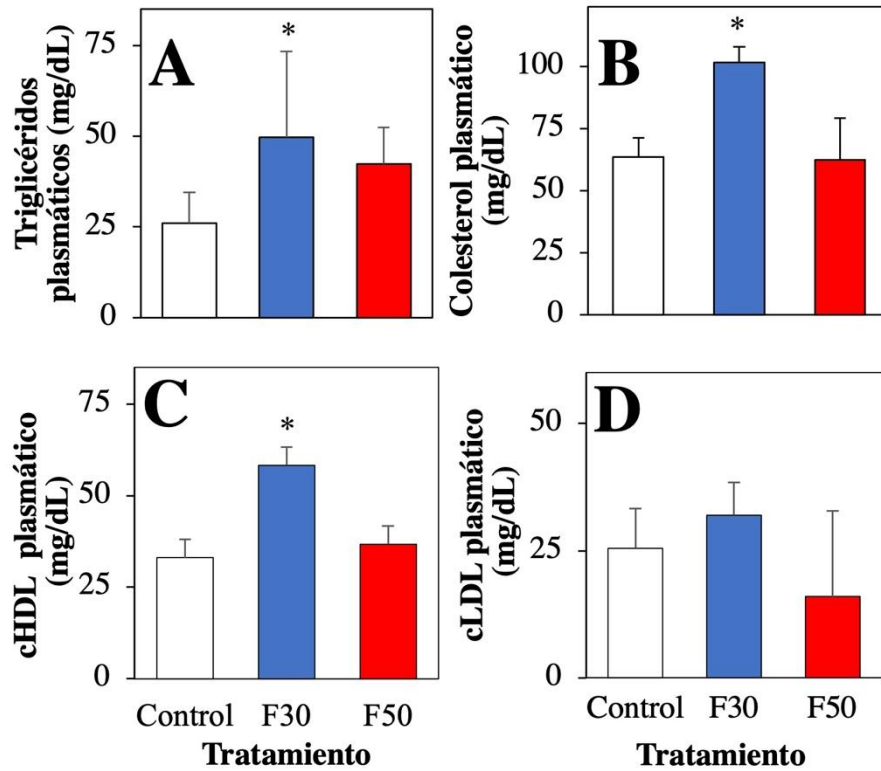 Triglicéridos
plasmáticos (mg/dL)
75
50
25
0
A
*
Colesterol plasmático
(mg/dL)
100
75
50
25
0
B
*
cHDL plasmático
(mg/dL)
75
50
25
0
C
*
Control F30 F50
Tratamiento
cLDL plasmático
(mg/dL)
50
25
0
D
Control F30 F50
Tratamiento